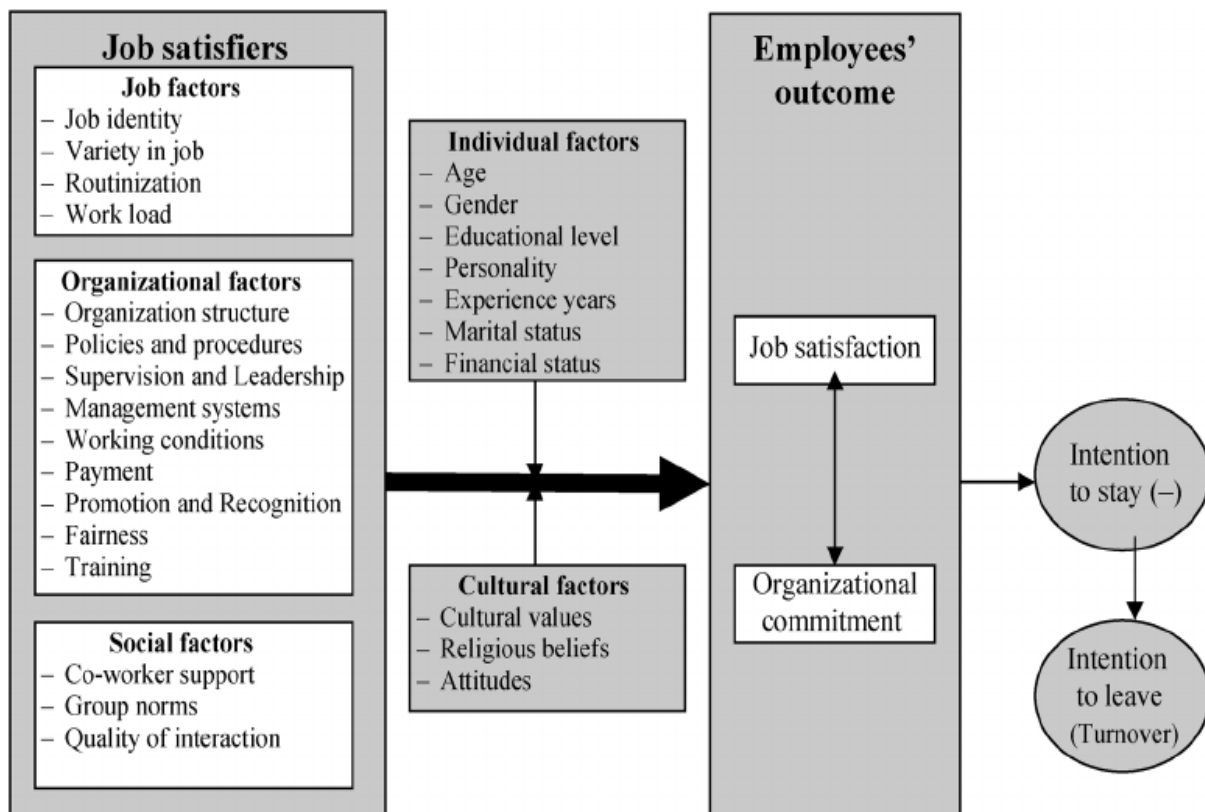 Job satisfiers
Job factors
– Job identity
– Variety in job
– Routinization
– Work load
Organizational factors
– Organization structure
– Policies and procedures
– Supervision and Leadership
– Management systems
– Working conditions
– Payment
– Promotion and Recognition
– Fairness
– Training
Social factors
– Co-worker support
– Group norms
– Quality of interaction
Individual factors
– Age
– Gender
– Educational level
– Personality
– Experience years
– Marital status
– Financial status
Cultural factors
– Cultural values
– Religious beliefs
– Attitudes
Employees’
outcome
Job satisfaction
Organizational
commitment
Intention
to stay (–)
Intention
to leave
(Turnover)